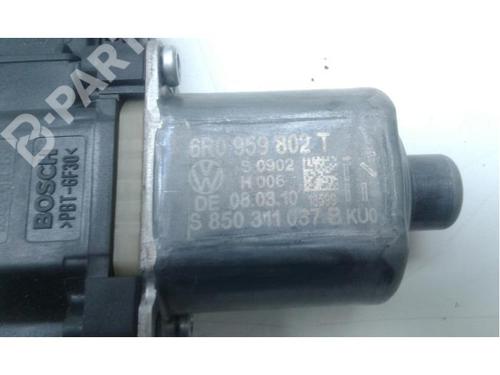 B-PARTS
BOSCH
>PBT-GF30<
6R0 959 802 T
S 0902
H 006
DE 08.03.10
S 850 311 037 B KU0